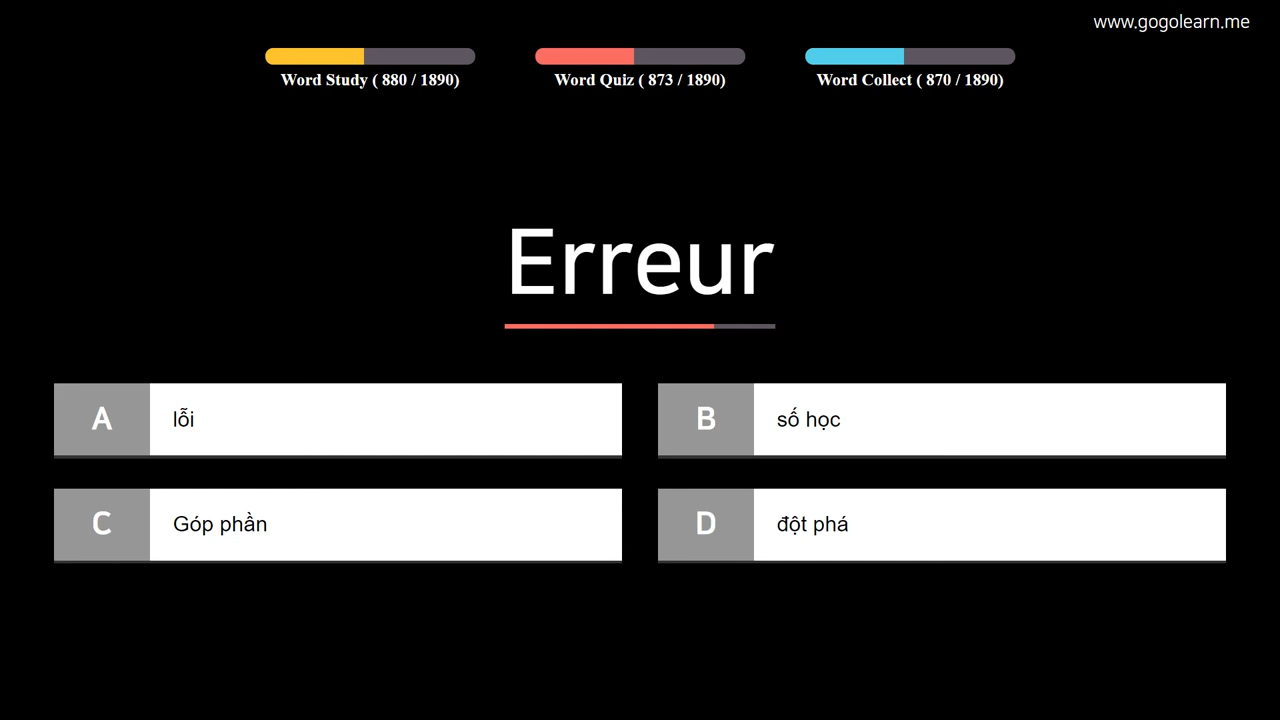 www.gogolearn.me
Word Study ( 880 / 1890)
Word Quiz ( 873 / 1890)
Word Collect ( 870 / 1890)
Erreur
A lỗi
B số học
C Góp phần
D đột phá